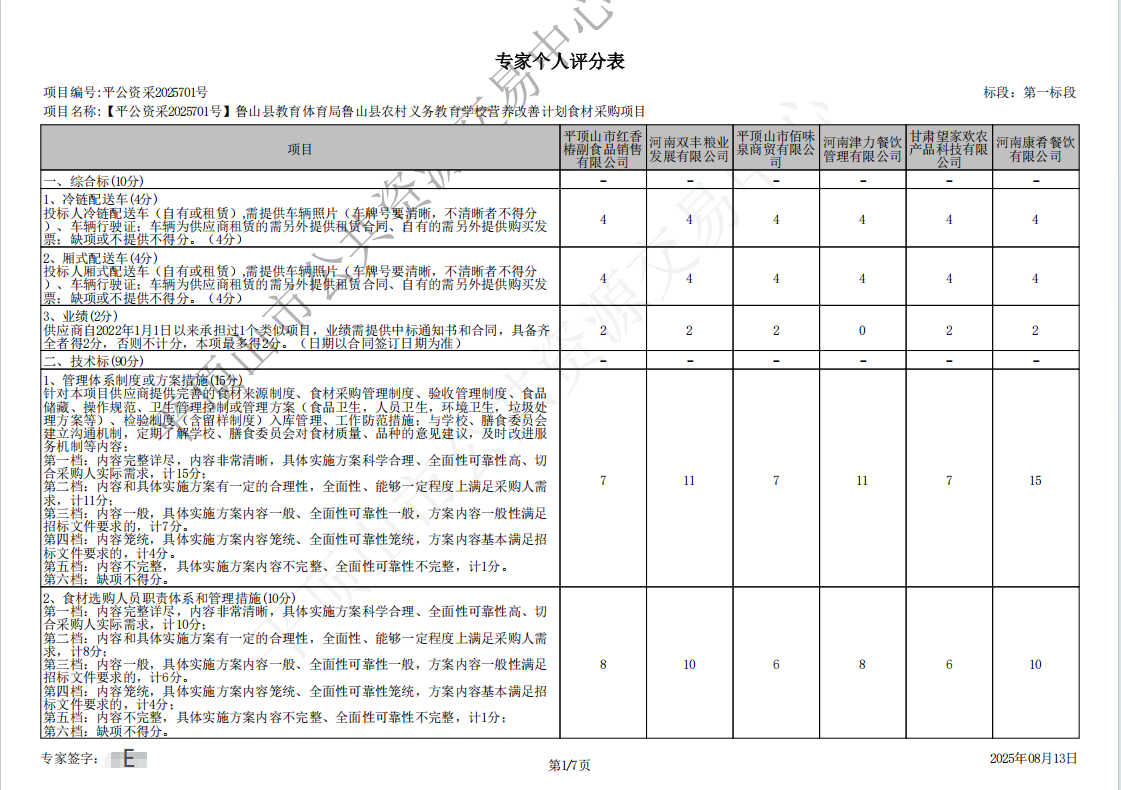 专家个人评分表
项目编号:平公资采2025701号
标段：第一标段
项目名称:【平公资采2025701号】鲁山县教育体育局鲁山县农村义务教育学校营养改善计划食材采购项目
项目
平顶山市红香
椿副食品销售
有限公司
河南双丰粮业
发展有限公司
平顶山市佰味
泉商贸有限公
司
河南津力餐饮
管理有限公司
甘肃望家欢农
产品科技有限
公司
河南康肴餐饮
有限公司
一、综合标(10分)
－ － － － － －
1、冷链配送车(4分)
投标人冷链配送车（自有或租赁）,需提供车辆照片（车牌号要清晰，不清晰者不得分
）、车辆行驶证；车辆为供应商租赁的需另外提供租赁合同、自有的需另外提供购买发
票；缺项或不提供不得分。（4分）
4 4 4 4 4 4
2、厢式配送车(4分)
投标人厢式配送车（自有或租赁）,需提供车辆照片（车牌号要清晰，不清晰者不得分
）、车辆行驶证；车辆为供应商租赁的需另外提供租赁合同、自有的需另外提供购买发
票；缺项或不提供不得分。（4分）
4 4 4 4 4 4
3、业绩(2分)
供应商自2022年1月1日以来承担过1个类似项目，业绩需提供中标通知书和合同，具备齐
全者得2分，否则不计分，本项最多得2分。（日期以合同签订日期为准）
2 2 2 0 2 2
二、技术标(90分)
－ － － － － －
1、管理体系制度或方案措施(15分)
针对本项目供应商提供完善的食材来源制度、食材采购管理制度、验收管理制度、食品
储藏、操作规范、卫生管理控制或管理方案（食品卫生，人员卫生，环境卫生，垃圾处
理方案等）、检验制度（含留样制度）入库管理、工作防范措施；与学校、膳食委员会
建立沟通机制，定期了解学校、膳食委员会对食材质量、品种的意见建议，及时改进服
务机制等内容；
第一档：内容完整详尽，内容非常清晰，具体实施方案科学合理、全面性可靠性高、切
合采购人实际需求，计15分；
第二档：内容和具体实施方案有一定的合理性，全面性、能够一定程度上满足采购人需
求，计11分；
第三档：内容一般，具体实施方案内容一般、全面性可靠性一般，方案内容一般性满足
招标文件要求的，计7分。
第四档：内容笼统，具体实施方案内容笼统、全面性可靠性笼统，方案内容基本满足招
标文件要求的，计4分。
第五档：内容不完整，具体实施方案内容不完整、全面性可靠性不完整，计1分。
第六档：缺项不得分。
7 11 7 11 7 15
2、食材选购人员职责体系和管理措施(10分)
第一档：内容完整详尽，内容非常清晰，具体实施方案科学合理、全面性可靠性高、切
合采购人实际需求，计10分；
第二档：内容和具体实施方案有一定的合理性，全面性、能够一定程度上满足采购人需
求，计8分；
第三档：内容一般，具体实施方案内容一般、全面性可靠性一般，方案内容一般性满足
招标文件要求的，计6分。
第四档：内容笼统，具体实施方案内容笼统、全面性可靠性笼统，方案内容基本满足招
标文件要求的，计4分；
第五档：内容不完整，具体实施方案内容不完整、全面性可靠性不完整，计1分；
第六档：缺项不得分。
8 10 6 8 6 10
专家签字：E
第1/7页
2025年08月13日
平顶山市公共资源交易中心
平顶山市公共资源交易中心